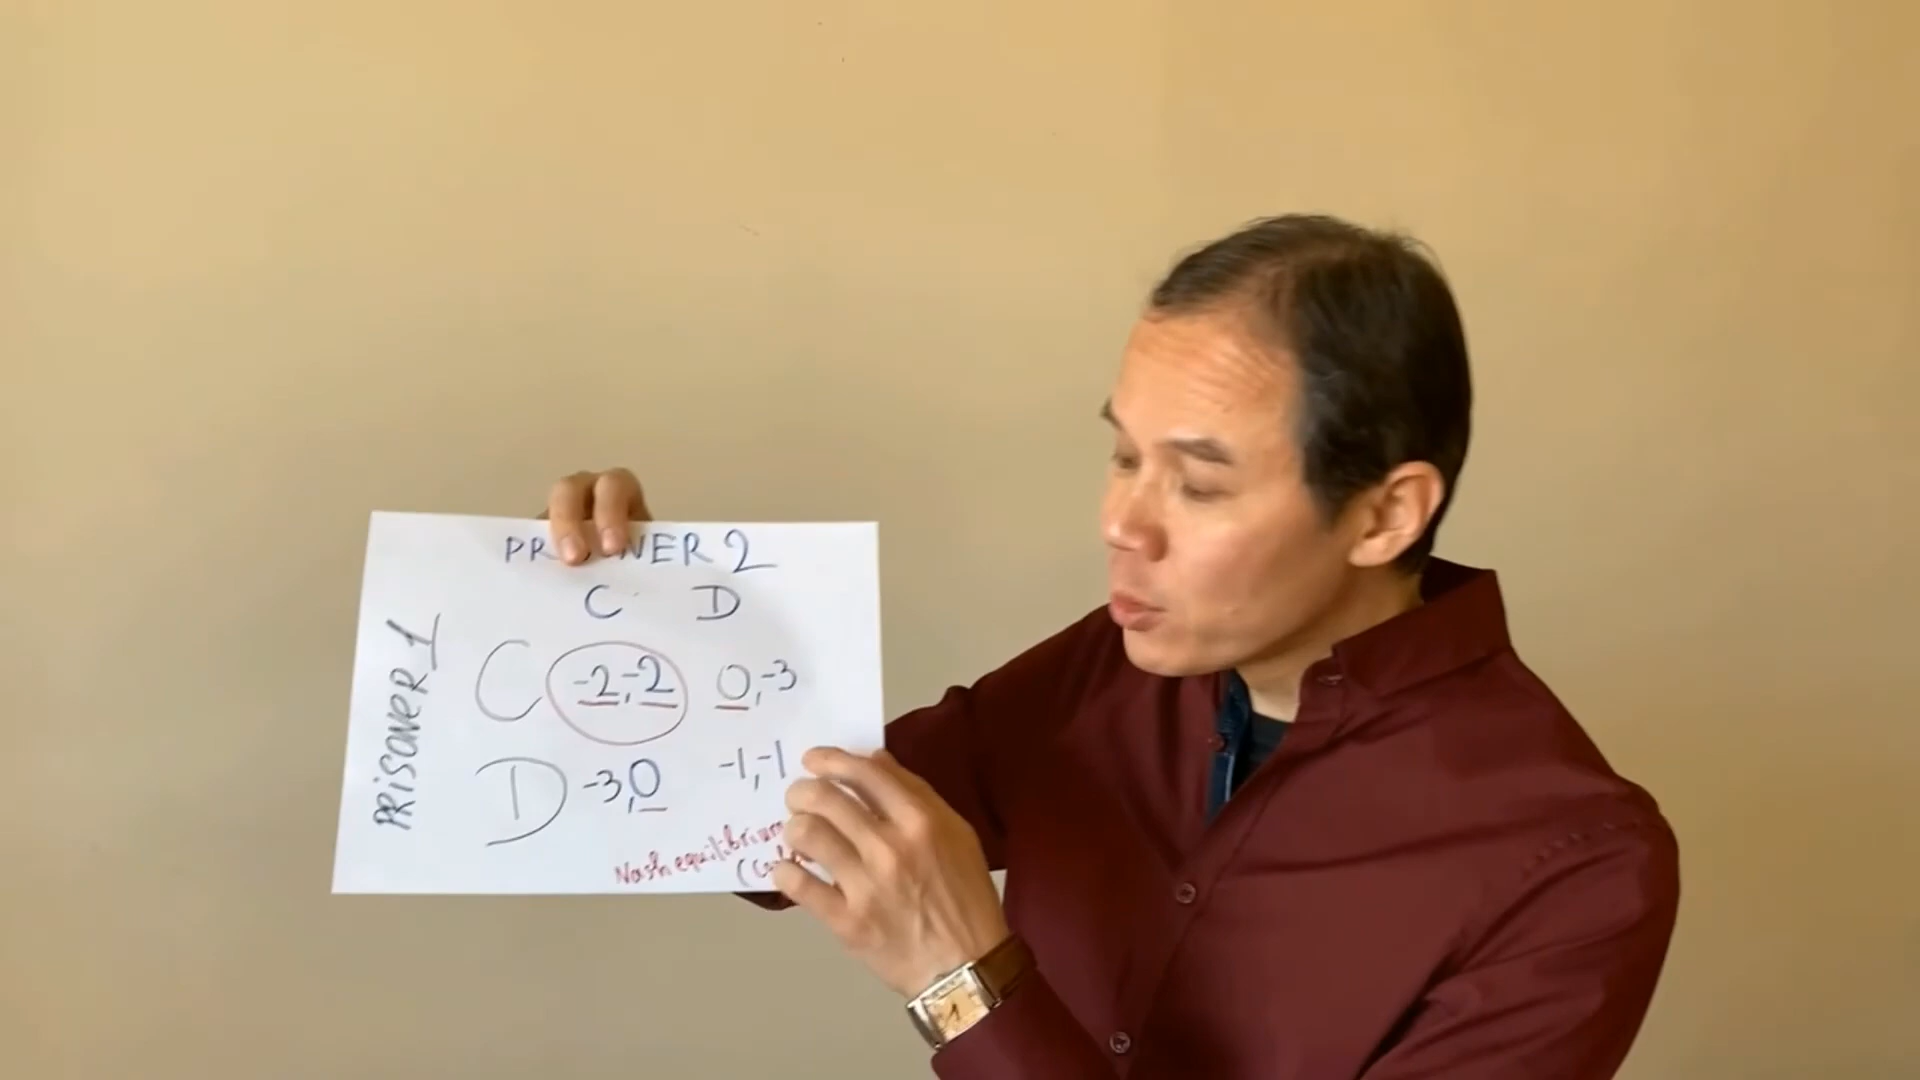 PRISONER 2
C D
PRISONER 1
C -2,-2 0,-3
D -3,0 -1,-1
Nash equilibrium